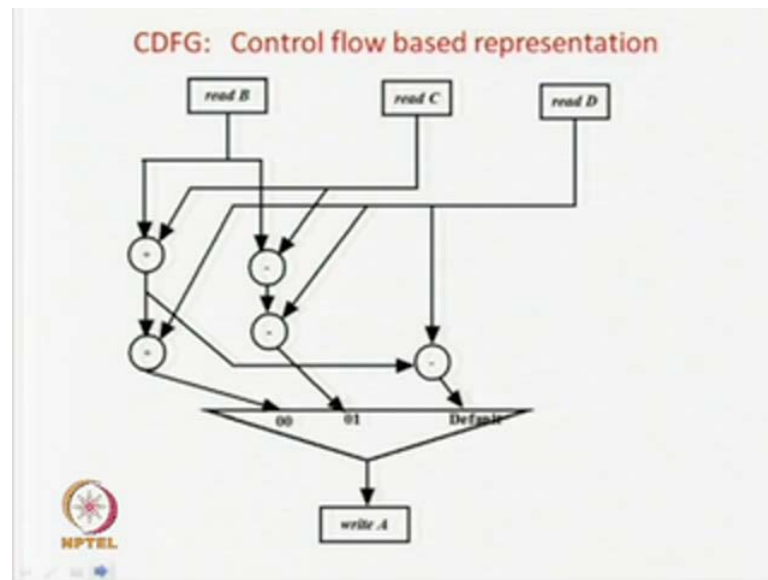 CDFG: Control flow based representation
read B
read C
read D
-
-
-
00
01
Default
write A
NPTEL